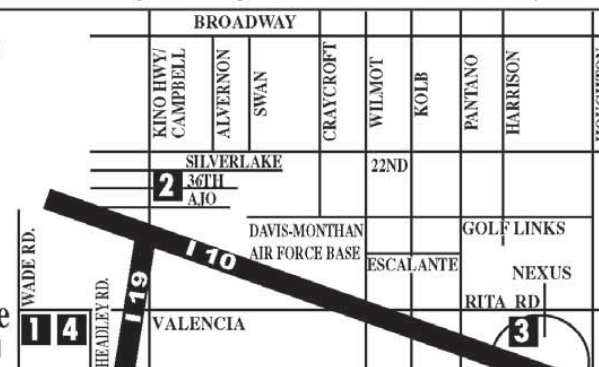 BROADWAY
KINO HWY/
CAMPBELL
ALVERNON
SWAN
CRAYCROFT
WILMOT
KOLB
PANTANO
HARRISON
SILVERLAKE
22ND
2
36TH
AJO
DAVIS-MONTHAN
AIR FORCE BASE
GOLF LINKS
I 10
ESCALANTE
WADE RD.
HEADLEY RD.
I 19
NEXUS
RITA RD
1 4
VALENCIA
3